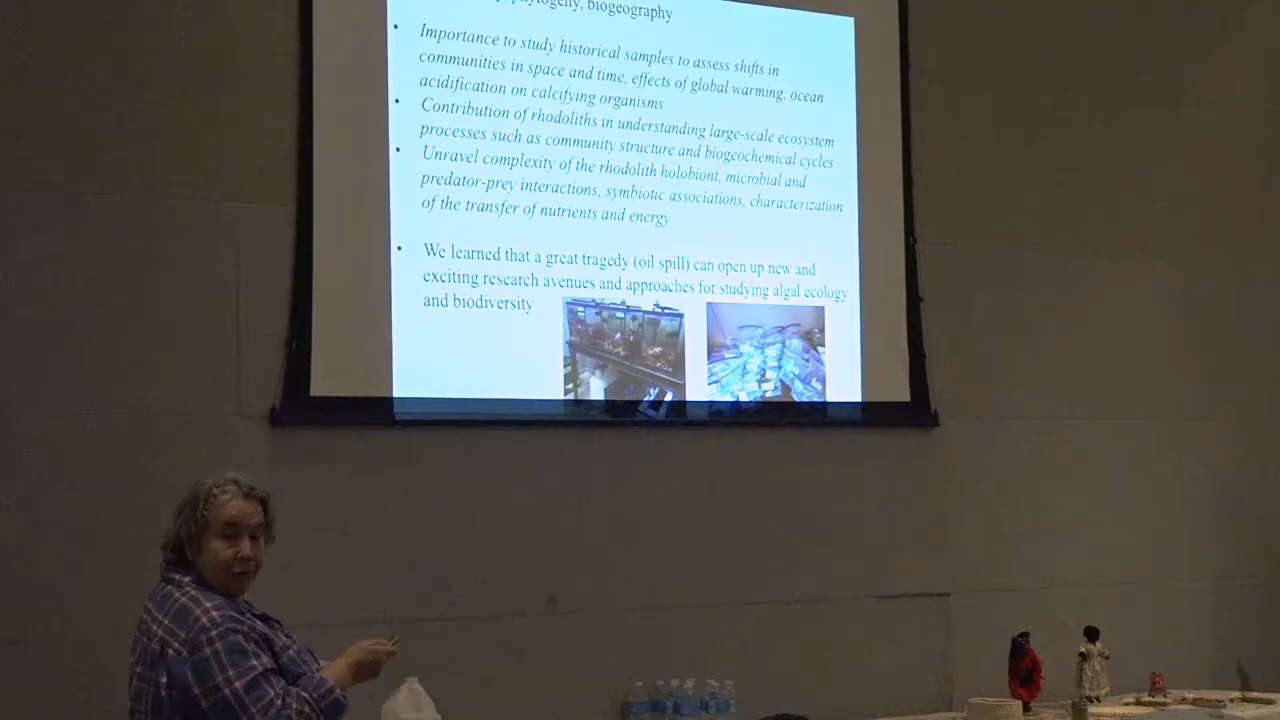 phylogeny, biogeography
• Importance to study historical samples to assess shifts in
communities in space and time, effects of global warming, ocean
acidification on calcifying organisms
• Contribution of rhodoliths in understanding large-scale ecosystem
processes such as community structure and biogeochemical cycles
• Unravel complexity of the rhodolith holobiont, microbial and
predator-prey interactions, symbiotic associations, characterization
of the transfer of nutrients and energy
• We learned that a great tragedy (oil spill) can open up new and
exciting research avenues and approaches for studying algal ecology
and biodiversity